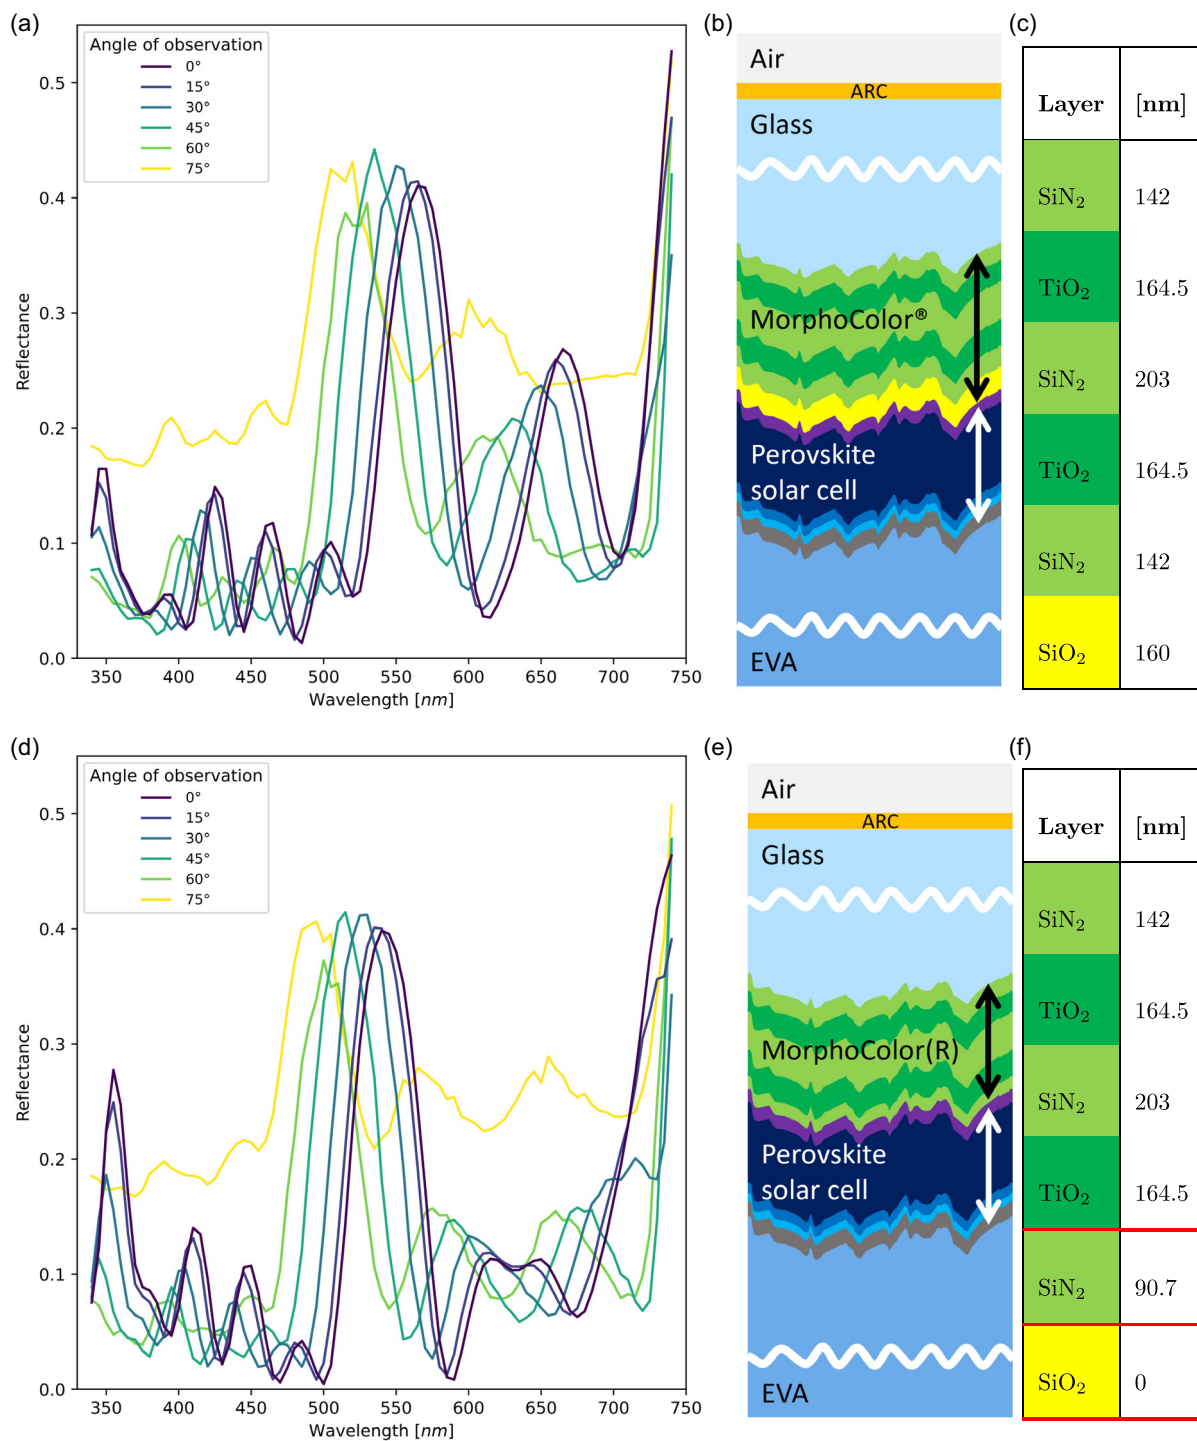 (a)
Angle of observation
0°
15°
30°
45°
60°
75°
0.5
0.4
0.3
0.2
0.1
0.0
Reflectance
350 400 450 500 550 600 650 700 750
Wavelength [nm]
(b)
Air
ARC
Glass
MorphoColor®
Perovskite
solar cell
EVA
(c)
Layer [nm]
SiN2 142
TiO2 164.5
SiN2 203
TiO2 164.5
SiN2 142
SiO2 160
(d)
Angle of observation
0°
15°
30°
45°
60°
75°
0.5
0.4
0.3
0.2
0.1
0.0
Reflectance
350 400 450 500 550 600 650 700 750
Wavelength [nm]
(e)
Air
ARC
Glass
MorphoColor(R)
Perovskite
solar cell
EVA
(f)
Layer [nm]
SiN2 142
TiO2 164.5
SiN2 203
TiO2 164.5
SiN2 90.7
SiO2 0